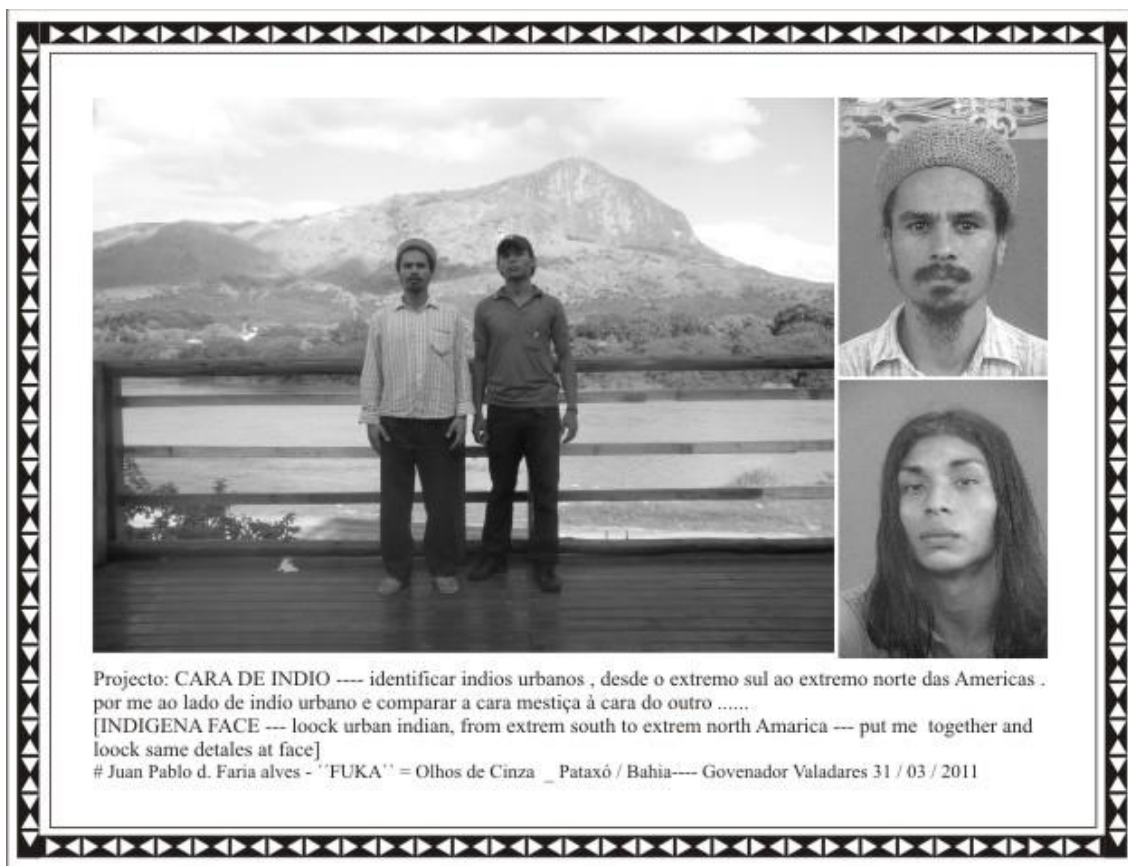 Projecto: CARA DE INDIO ---- identificar indios urbanos , desde o extremo sul ao extremo norte das Americas .
por me ao lado de indío urbano e comparar a cara mestiça à cara do outro ......
[INDIGENA FACE --- loock urban indian, from extrem south to extrem north Amarica --- put me together and
loock same detales at face]
# Juan Pablo d. Faria alves - ´´FUKA´´ = Olhos de Cinza _ Pataxó / Bahia---- Govenador Valadares 31 / 03 / 2011